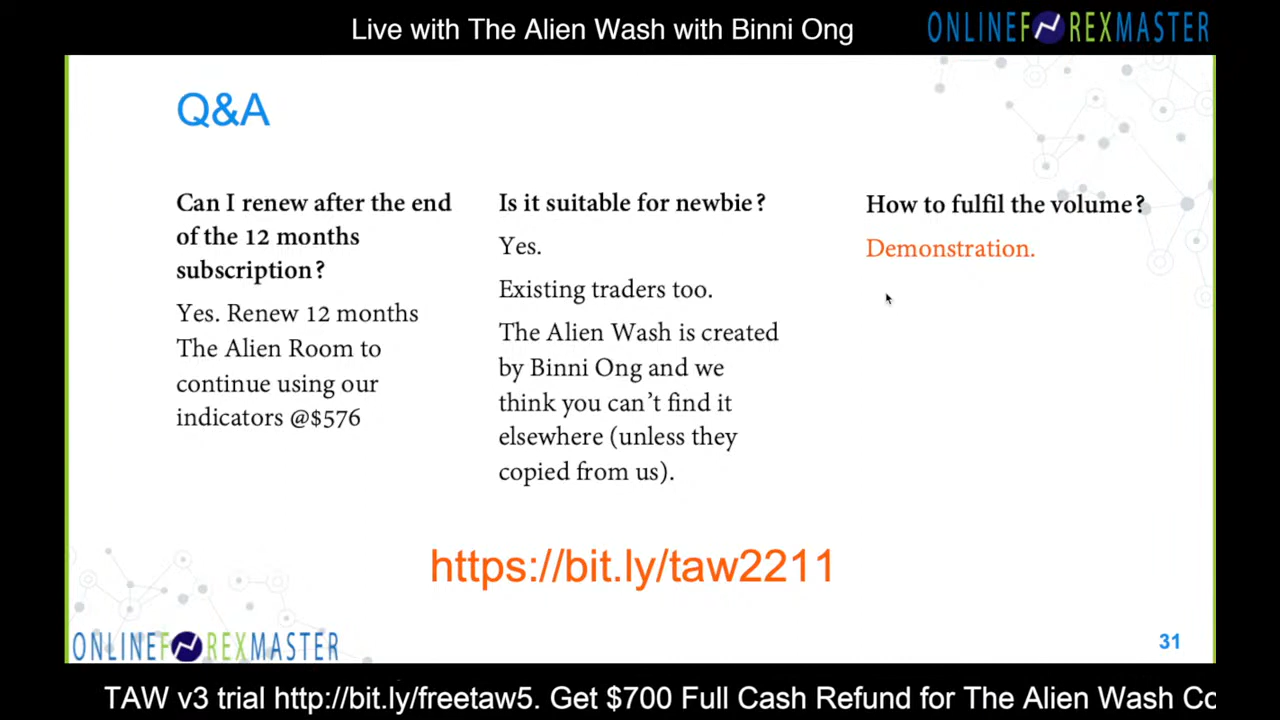 Live with The Alien Wash with Binni Ong
ONLINEFOREXMASTER
Q&A
Can I renew after the end
of the 12 months
subscription?
Yes. Renew 12 months
The Alien Room to
continue using our
indicators @$576
Is it suitable for newbie?
Yes.
Existing traders too.
The Alien Wash is created
by Binni Ong and we
think you can't find it
elsewhere (unless they
copied from us).
How to fulfil the volume?
Demonstration.
https://bit.ly/taw2211
ONLINEFOREXMASTER
31
TAW v3 trial http://bit.ly/freetaw5. Get $700 Full Cash Refund for The Alien Wash